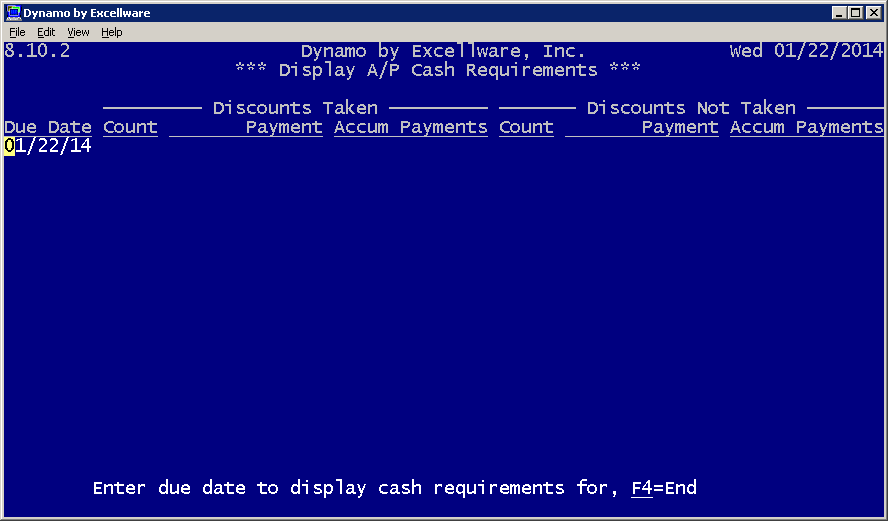 Dynamo by Excellware
File Edit View Help
8.10.2 Dynamo by Excellware, Inc. Wed 01/22/2014
*** Display A/P Cash Requirements ***
Discounts Taken Discounts Not Taken
Due Date Count Payment Accum Payments Count Payment Accum Payments
01/22/14
Enter due date to display cash requirements for, F4=End